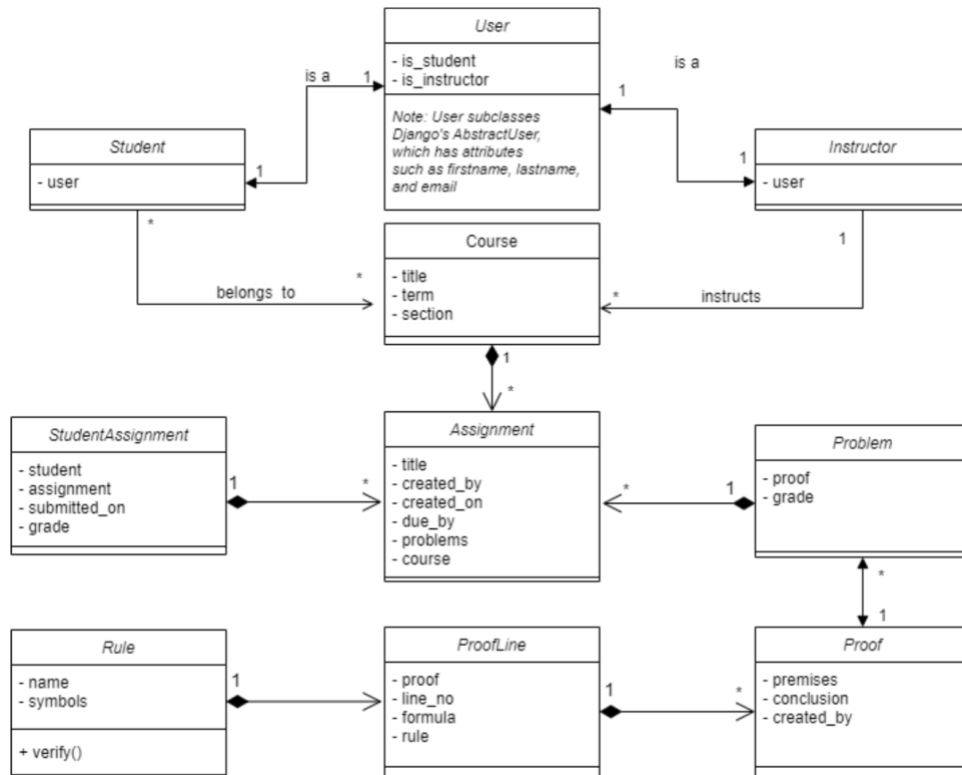 User
- is_student
- is_instructor
Note: User subclasses
Django's AbstractUser,
which has attributes
such as firstname, lastname,
and email
is a
1
1
is a
1
1
Student
- user
Instructor
- user
*
belongs to
*
Course
- title
- term
- section
1
instructs
*
1
*
StudentAssignment
- student
- assignment
- submitted_on
- grade
1
*
Assignment
- title
- created_by
- created_on
- due_by
- problems
- course
*
1
Problem
- proof
- grade
*
1
Rule
- name
- symbols
+ verify()
1
ProofLine
- proof
- line_no
- formula
- rule
1
*
Proof
- premises
- conclusion
- created_by